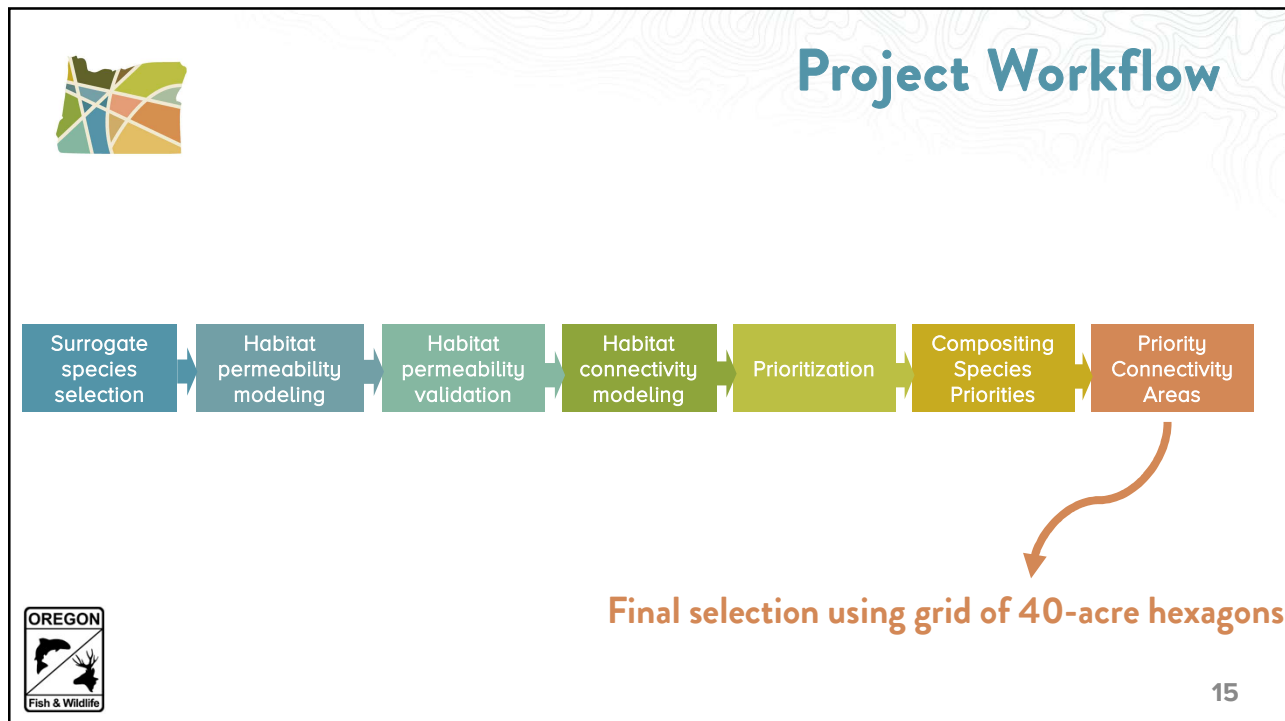 Project Workflow
Surrogate
species
selection
Habitat
permeability
modeling
Habitat
permeability
validation
Habitat
connectivity
modeling
Prioritization
Compositing
Species
Priorities
Priority
Connectivity
Areas
Final selection using grid of 40-acre hexagons
OREGON
Fish & Wildlife
15